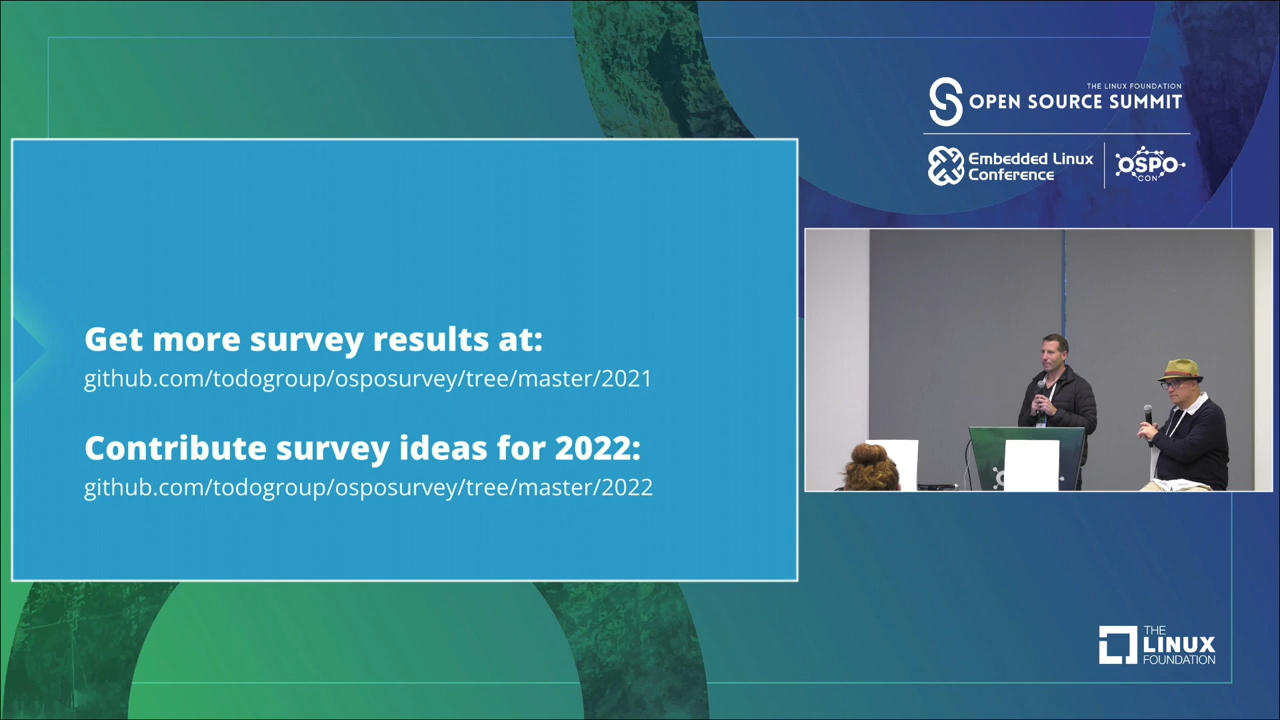 THE LINUX FOUNDATION
OPEN SOURCE SUMMIT
Embedded Linux
Conference
OSPO
CON
Get more survey results at:
github.com/todogroup/osposurvey/tree/master/2021
Contribute survey ideas for 2022:
github.com/todogroup/osposurvey/tree/master/2022
THE
LINUX
FOUNDATION